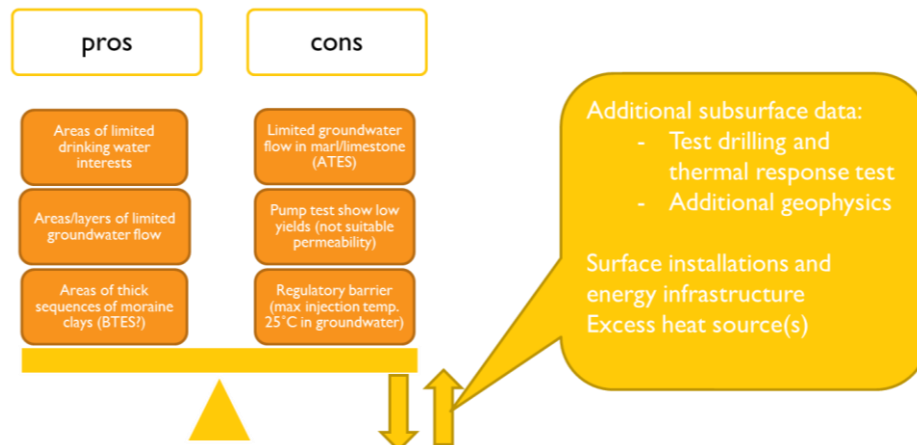 pros
cons
Areas of limited
drinking water
interests
Areas/layers of limited
groundwater flow
Areas of thick
sequences of moraine
clays (BTES?)
Limited groundwater
flow in marl/limestone
(ATES)
Pump test show low
yields (not suitable
permeability)
Regulatory barrier
(max injection temp.
25°C in groundwater)
Additional subsurface data:
- Test drilling and
thermal response test
- Additional geophysics
Surface installations and
energy infrastructure
Excess heat source(s)